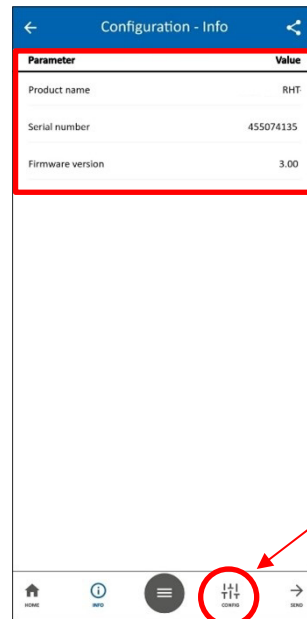 Configuration - Info
Parameter Value
Product name RHT-
Serial number 455074135
Firmware version 3.00
HOME INFO CONFIG SEND